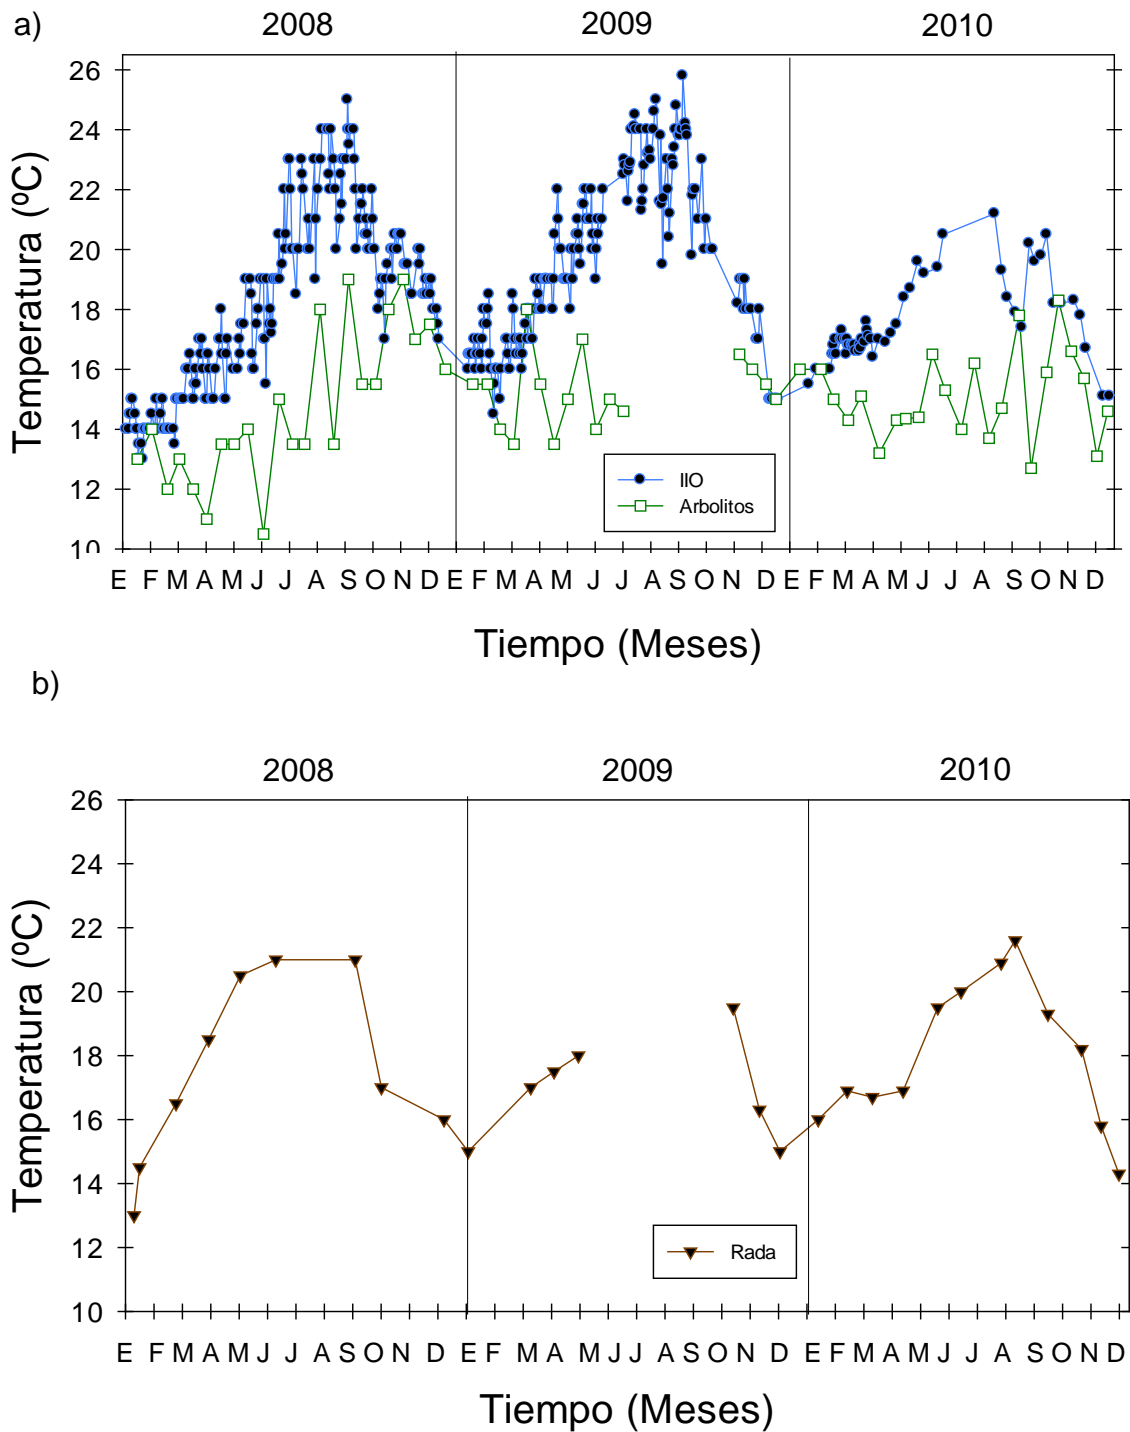 a)
2008 2009 2010
26
24
22
20
18
16
14
12
10
Temperatura (ºC)
IIO
Arbolitos
E F M A M J J A S O N D E F M A M J J A S O N D E F M A M J J A S O N D
Tiempo (Meses)
b)
2008 2009 2010
26
24
22
20
18
16
14
12
10
Temperatura (ºC)
Rada
E F M A M J J A S O N D E F M A M J J A S O N D E F M A M J J A S O N D
Tiempo (Meses)